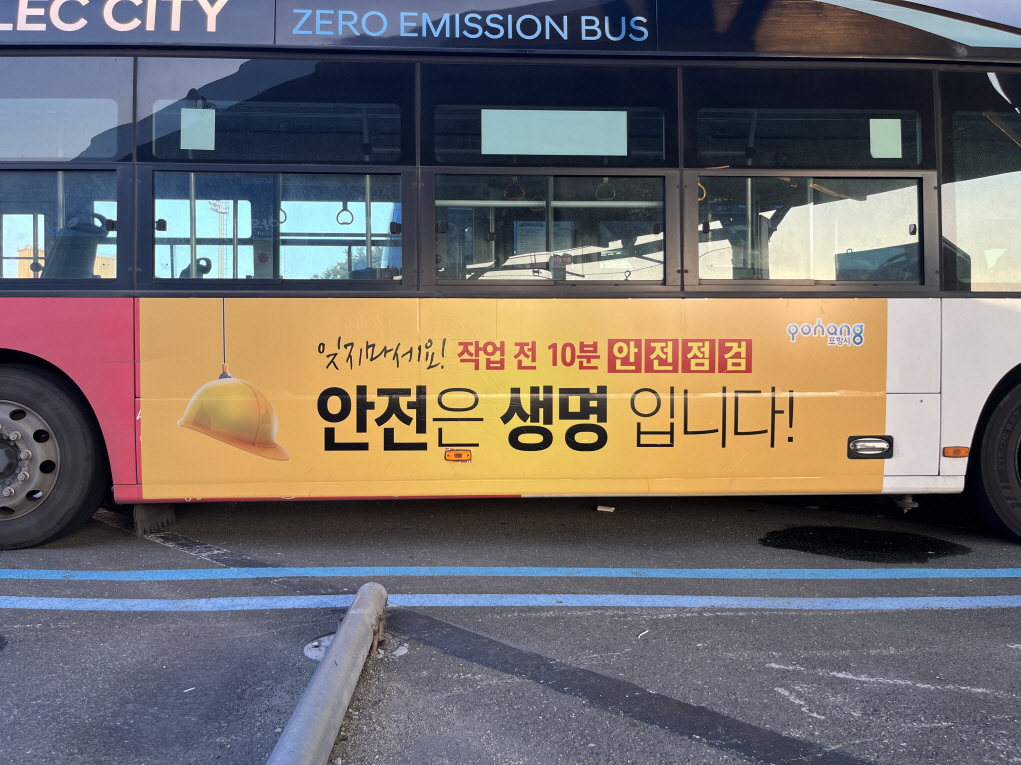 LEC CITY
ZERO EMISSION BUS
잊지마세요! 작업 전 10분 안전점검
안전은 생명 입니다!
pohang
포항시